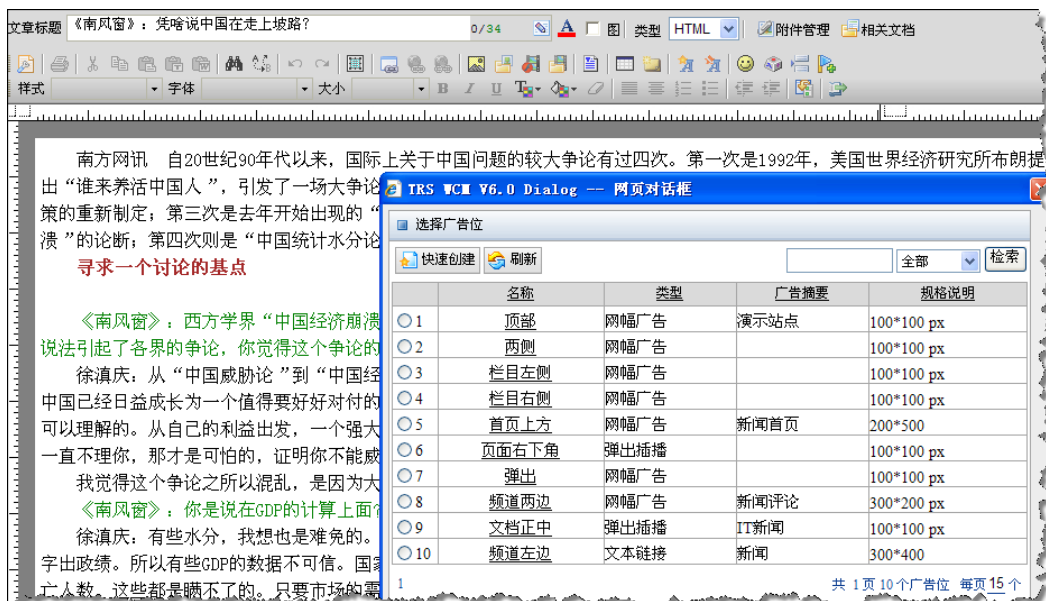 文章标题 《南风窗》：凭啥说中国在走上坡路？ 0/34 A 图 类型 HTML 附件管理 相关文档
样式 字体 大小 B I U
南方网讯 自20世纪90年代以来，国际上关于中国问题的较大争论有过四次。第一次是1992年，美国世界经济研究所布朗提
出“谁来养活中国人”，引发了一场大争论
策的重新制定；第三次是去年开始出现的“
溃”的论断；第四次则是“中国统计水分论
寻求一个讨论的基点
《南风窗》：西方学界“中国经济崩溃
说法引起了各界的争论，你觉得这个争论的
徐滇庆：从“中国威胁论”到“中国经
中国已经日益成长为一个值得要好好对付的
可以理解的。从自己的利益出发，一个强大
一直不理你，那才是可怕的，证明你不能威
我觉得这个争论之所以混乱，是因为大
《南风窗》：你是说在GDP的计算上面？
徐滇庆：有些水分，我想也是难免的。
字出政绩。所以有些GDP的数据不可信。国家
亡人数。这些都是瞒不了的。只要市场的需
TRS WCM V6.0 Dialog -- 网页对话框
选择广告位
快速创建 刷新 全部 检索
名称 类型 广告摘要 规格说明
1 顶部 网幅广告 演示站点 100*100 px
2 两侧 网幅广告 100*100 px
3 栏目左侧 网幅广告 100*100 px
4 栏目右侧 网幅广告 100*100 px
5 首页上方 网幅广告 新闻首页 200*500
6 页面右下角 弹出插播 100*100 px
7 弹出 网幅广告 100*100 px
8 频道两边 网幅广告 新闻评论 300*200 px
9 文档正中 弹出插播 IT新闻 100*100 px
10 频道左边 文本链接 新闻 300*400
1 共 1页 10个广告位 每页15个